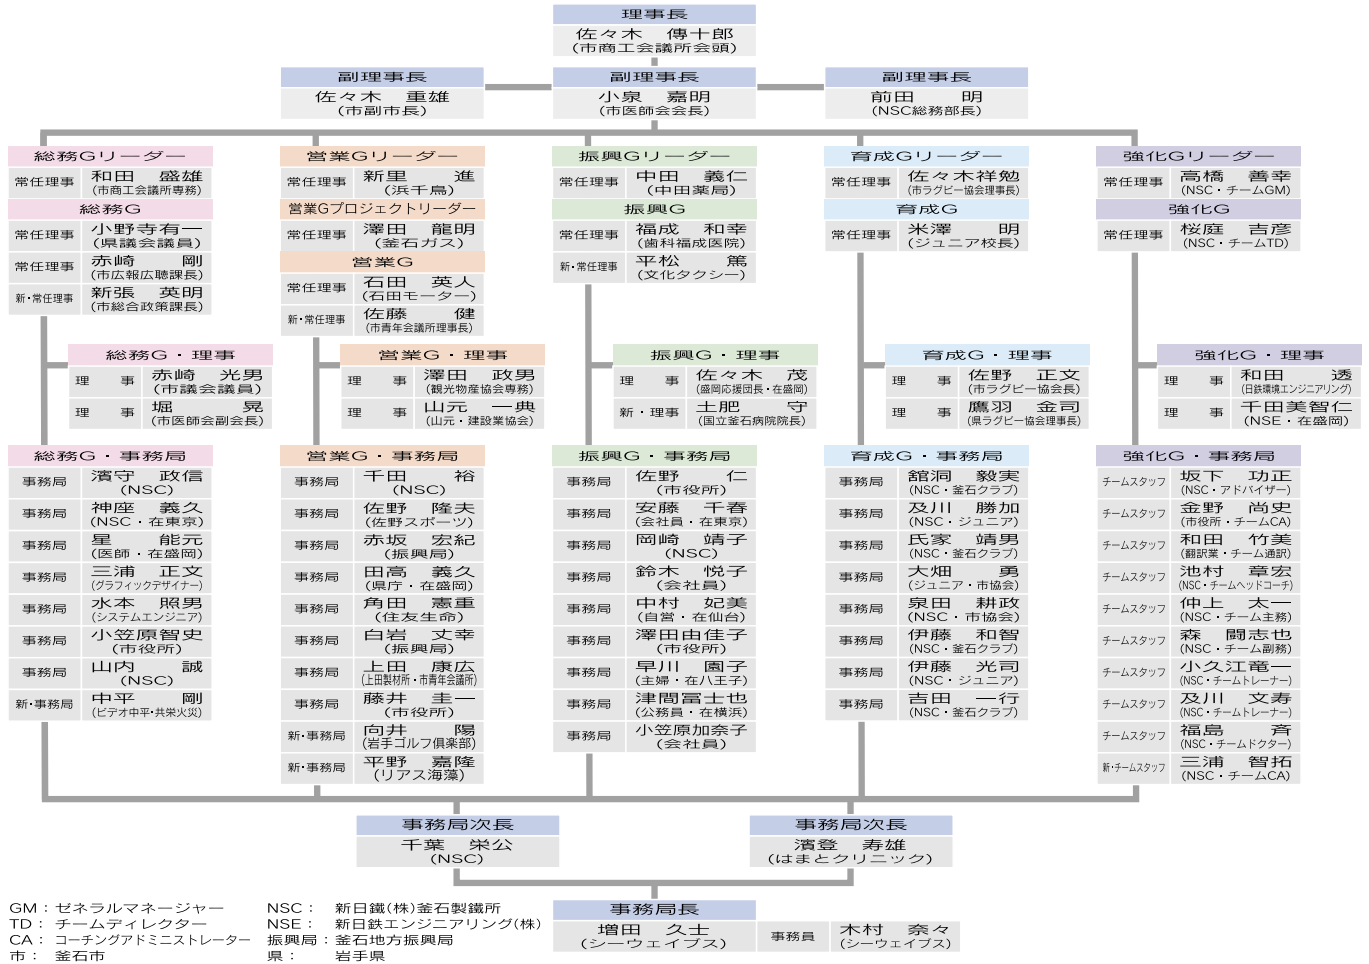 理事長
佐々木　傳十郎
(市商工会議所会頭)
副理事長
佐々木　重雄
(市副市長)
副理事長
小泉　嘉明
(市医師会会長)
副理事長
前田　明
(NSC総務部長)
総務Gリーダー
常任理事 和田　盛雄
(市商工会議所専務)
総務G
常任理事 小野寺有一
(県議会議員)
常任理事 赤崎　剛
(市広報広聴課長)
新・常任理事 新張　英明
(市総合政策課長)
営業Gリーダー
常任理事 新里　進
(浜千鳥)
営業Gプロジェクトリーダー
常任理事 澤田　龍明
(釜石ガス)
営業G
常任理事 石田　英人
(石田モーター)
新・常任理事 佐藤　健
(市青年会議所理事長)
振興Gリーダー
常任理事 中田　義仁
(中田薬局)
振興G
常任理事 福成　和幸
(歯科福成医院)
新・常任理事 平松　篤
(文化タクシー)
育成Gリーダー
常任理事 佐々木祥勉
(市ラグビー協会理事長)
育成G
常任理事 米澤　明
(ジュニア校長)
強化Gリーダー
常任理事 高橋　善幸
(NSC・チームGM)
強化G
常任理事 桜庭　吉彦
(NSC・チームTD)
総務G・理事
理　事 赤崎　光男
(市議会議員)
理　事 堀　晃
(市医師会副会長)
営業G・理事
理　事 澤田　政男
(観光物産協会専務)
理　事 山元　一典
(山元・建設業協会)
振興G・理事
理　事 佐々木　茂
(盛岡応援団長・在盛岡)
新・理事 土肥　守
(国立釜石病院院長)
育成G・理事
理　事 佐野　正文
(市ラグビー協会長)
理　事 鷹羽　金司
(県ラグビー協会理事長)
強化G・理事
理　事 和田　透
(日鉄環境エンジニアリング)
理　事 千田美智仁
(NSE・在盛岡)
総務G・事務局
事務局 濱守　政信
(NSC)
事務局 神座　義久
(NSC・在東京)
事務局 星　能元
(医師・在盛岡)
事務局 三浦　正文
(グラフィックデザイナー)
事務局 水本　照男
(システムエンジニア)
事務局 小笠原智史
(市役所)
事務局 山内　誠
(NSC)
新・事務局 中平　剛
(ビデオ中平・共栄火災)
営業G・事務局
事務局 千田　裕
(NSC)
事務局 佐野　隆夫
(佐野スポーツ)
事務局 赤坂　宏紀
(振興局)
事務局 田高　義久
(県庁・在盛岡)
事務局 角田　憲重
(住友生命)
事務局 白岩　丈幸
(振興局)
事務局 上田　康広
(上田製材所・市青年会議所)
事務局 藤井　圭一
(市役所)
新・事務局 向井　陽
(岩手ゴルフ倶楽部)
新・事務局 平野　嘉隆
(リアス海藻)
振興G・事務局
事務局 佐野　仁
(市役所)
事務局 安藤　千春
(会社員・在東京)
事務局 岡崎　靖子
(NSC)
事務局 鈴木　悦子
(会社員)
事務局 中村　妃美
(自営・在仙台)
事務局 澤田由佳子
(市役所)
事務局 早川　園子
(主婦・在八王子)
事務局 津間冨士也
(公務員・在横浜)
事務局 小笠原加奈子
(会社員)
育成G・事務局
事務局 舘洞　毅実
(NSC・釜石クラブ)
事務局 及川　勝加
(NSC・ジュニア)
事務局 氏家　靖男
(NSC・釜石クラブ)
事務局 大畑　勇
(ジュニア・市協会)
事務局 泉田　耕政
(NSC・市協会)
事務局 伊藤　和智
(NSC・釜石クラブ)
事務局 伊藤　光司
(NSC・ジュニア)
事務局 吉田　一行
(NSC・釜石クラブ)
強化G・事務局
チームスタッフ 坂下　功正
(NSC・アドバイザー)
チームスタッフ 金野　尚史
(市役所・チームCA)
チームスタッフ 和田　竹美
(翻訳業・チーム通訳)
チームスタッフ 池村　章宏
(NSC・チームヘッドコーチ)
チームスタッフ 仲上　太一
(NSC・チーム主務)
チームスタッフ 森　闘志也
(NSC・チーム副務)
チームスタッフ 小久江竜一
(NSC・チームトレーナー)
チームスタッフ 及川　文寿
(NSC・チームトレーナー)
チームスタッフ 福島　斉
(NSC・チームドクター)
新・チームスタッフ 三浦　智拓
(NSC・チームCA)
事務局次長
千葉　栄公
(NSC)
事務局次長
濱登　寿雄
(はまとクリニック)
事務局長
増田　久士
(シーウェイブス)
事務員 木村　奈々
(シーウェイブス)
GM：ゼネラルマネージャー
TD：チームディレクター
CA：コーチングアドミニストレーター
市：　釜石市
NSC：　新日鐵(株)釜石製鐵所
NSE：　新日鉄エンジニアリング(株)
振興局：釜石地方振興局
県：　岩手県